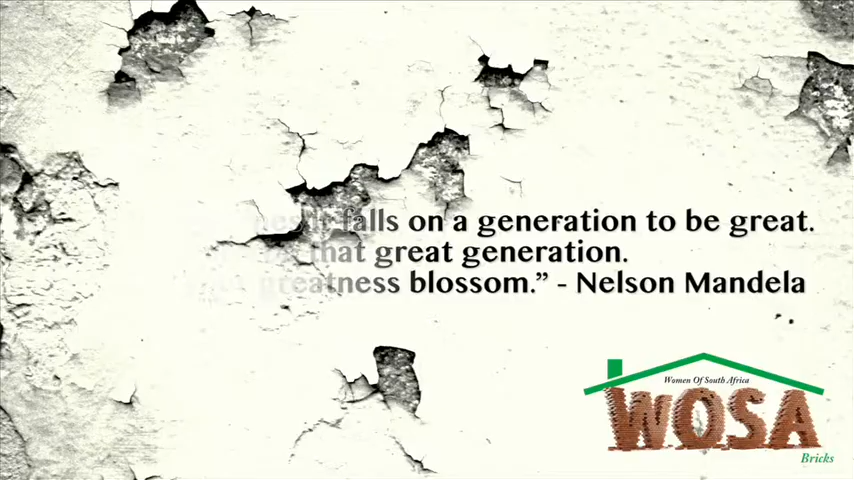 falls on a generation to be great.
that great generation.
greatness blossom.” - Nelson Mandela
Women Of South Africa
WOSA
Bricks